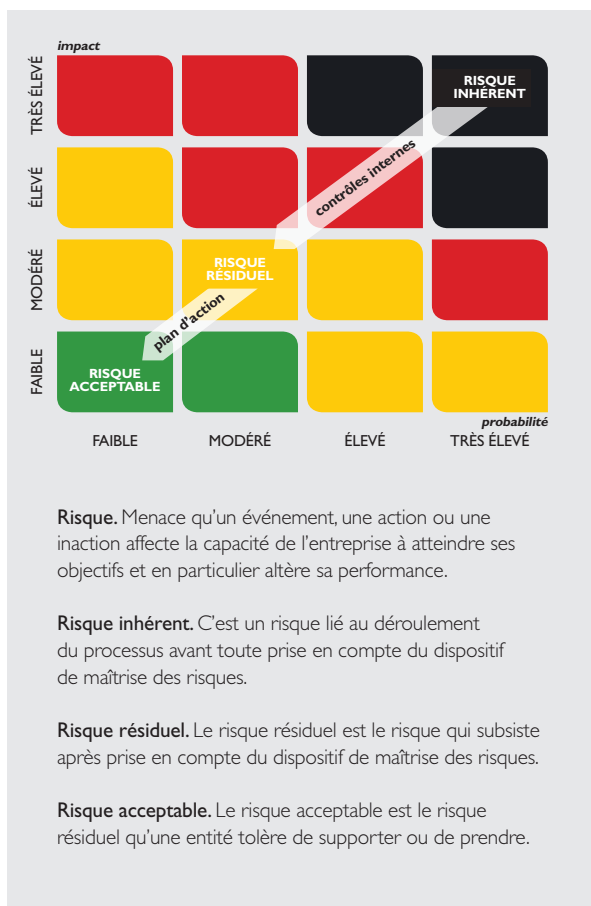 impact
TRÈS ÉLEVÉ
RISQUE
INHÉRENT
contrôles internes
ÉLEVÉ
MODÉRÉ
RISQUE
RÉSIDUEL
plan d’action
FAIBLE
RISQUE
ACCEPTABLE
probabilité
FAIBLE
MODÉRÉ
ÉLEVÉ
TRÈS ÉLEVÉ
Risque. Menace qu’un événement, une action ou une
inaction affecte la capacité de l’entreprise à atteindre ses
objectifs et en particulier altère sa performance.
Risque inhérent. C’est un risque lié au déroulement
du processus avant toute prise en compte du dispositif
de maîtrise des risques.
Risque résiduel. Le risque résiduel est le risque qui subsiste
après prise en compte du dispositif de maîtrise des risques.
Risque acceptable. Le risque acceptable est le risque
résiduel qu’une entité tolère de supporter ou de prendre.